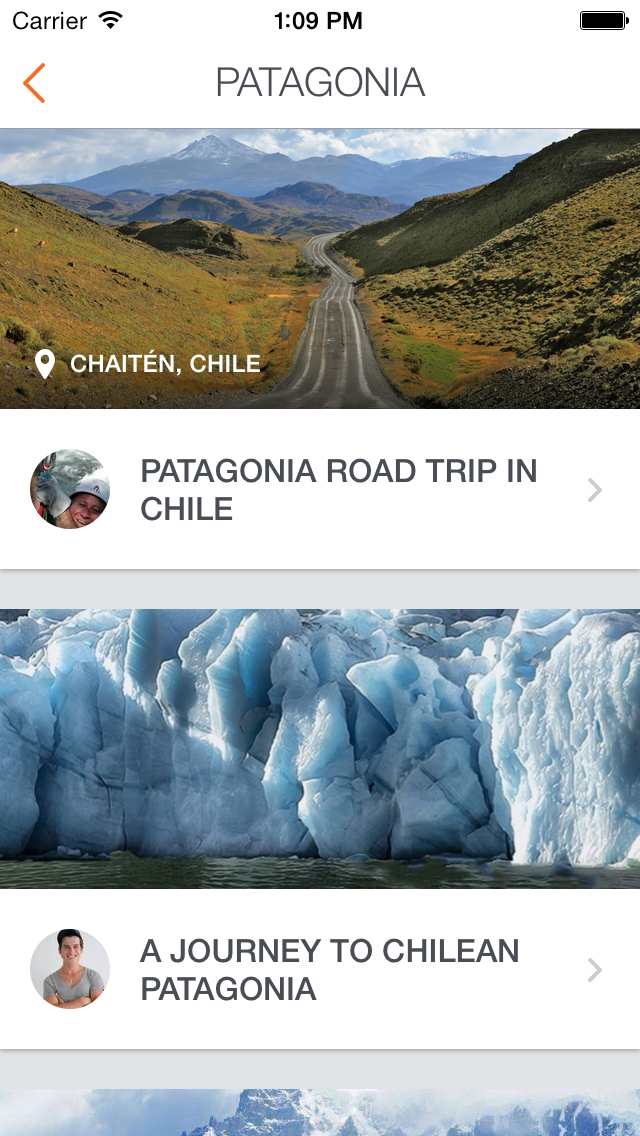 Carrier 1:09 PM
PATAGONIA
CHAITÉN, CHILE
PATAGONIA ROAD TRIP IN
CHILE
A JOURNEY TO CHILEAN
PATAGONIA